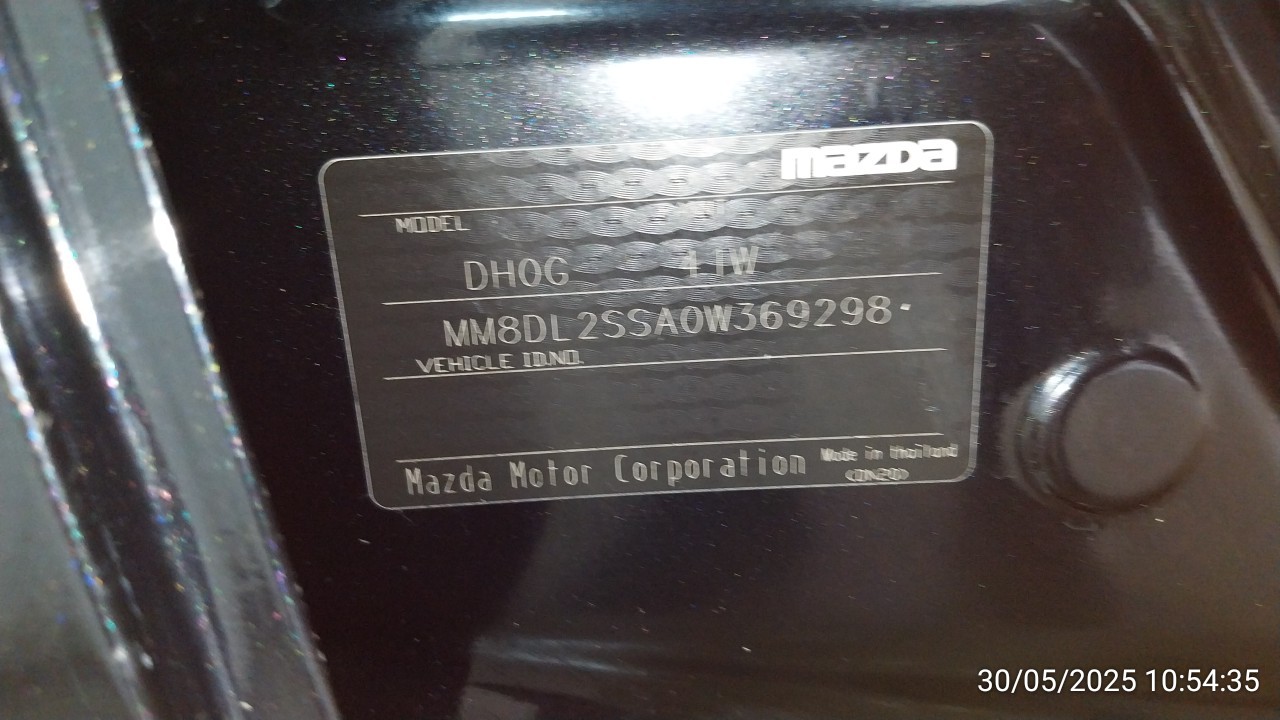 mazda
MODEL
DH0G 41W
MM8DL2SSA0W369298
VEHICLE ID.NO.
Mazda Motor Corporation Made in thailand
30/05/2025 10:54:35